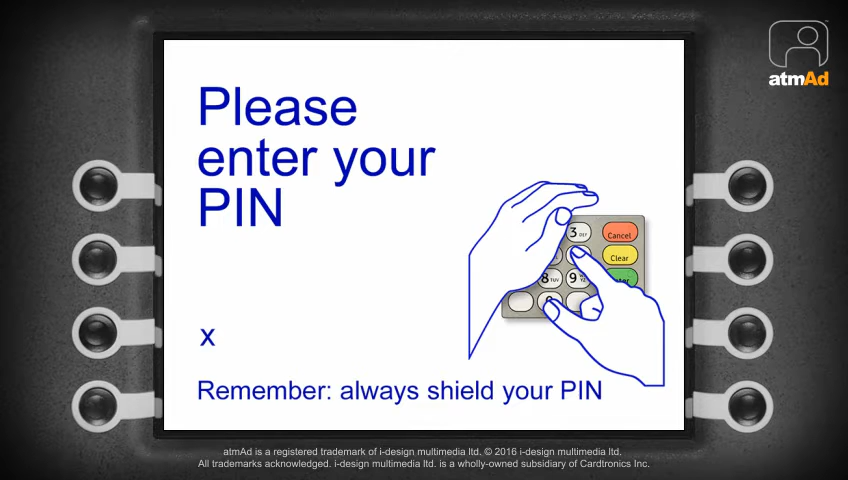 atmAd
Please
enter your
PIN
3 DEF
Cancel
Clear
8 TUV
9
x
Remember: always shield your PIN
atmAd is a registered trademark of i-design multimedia ltd. © 2016 i-design multimedia ltd.
All trademarks acknowledged. i-design multimedia ltd. is a wholly-owned subsidiary of Cardtronics Inc.